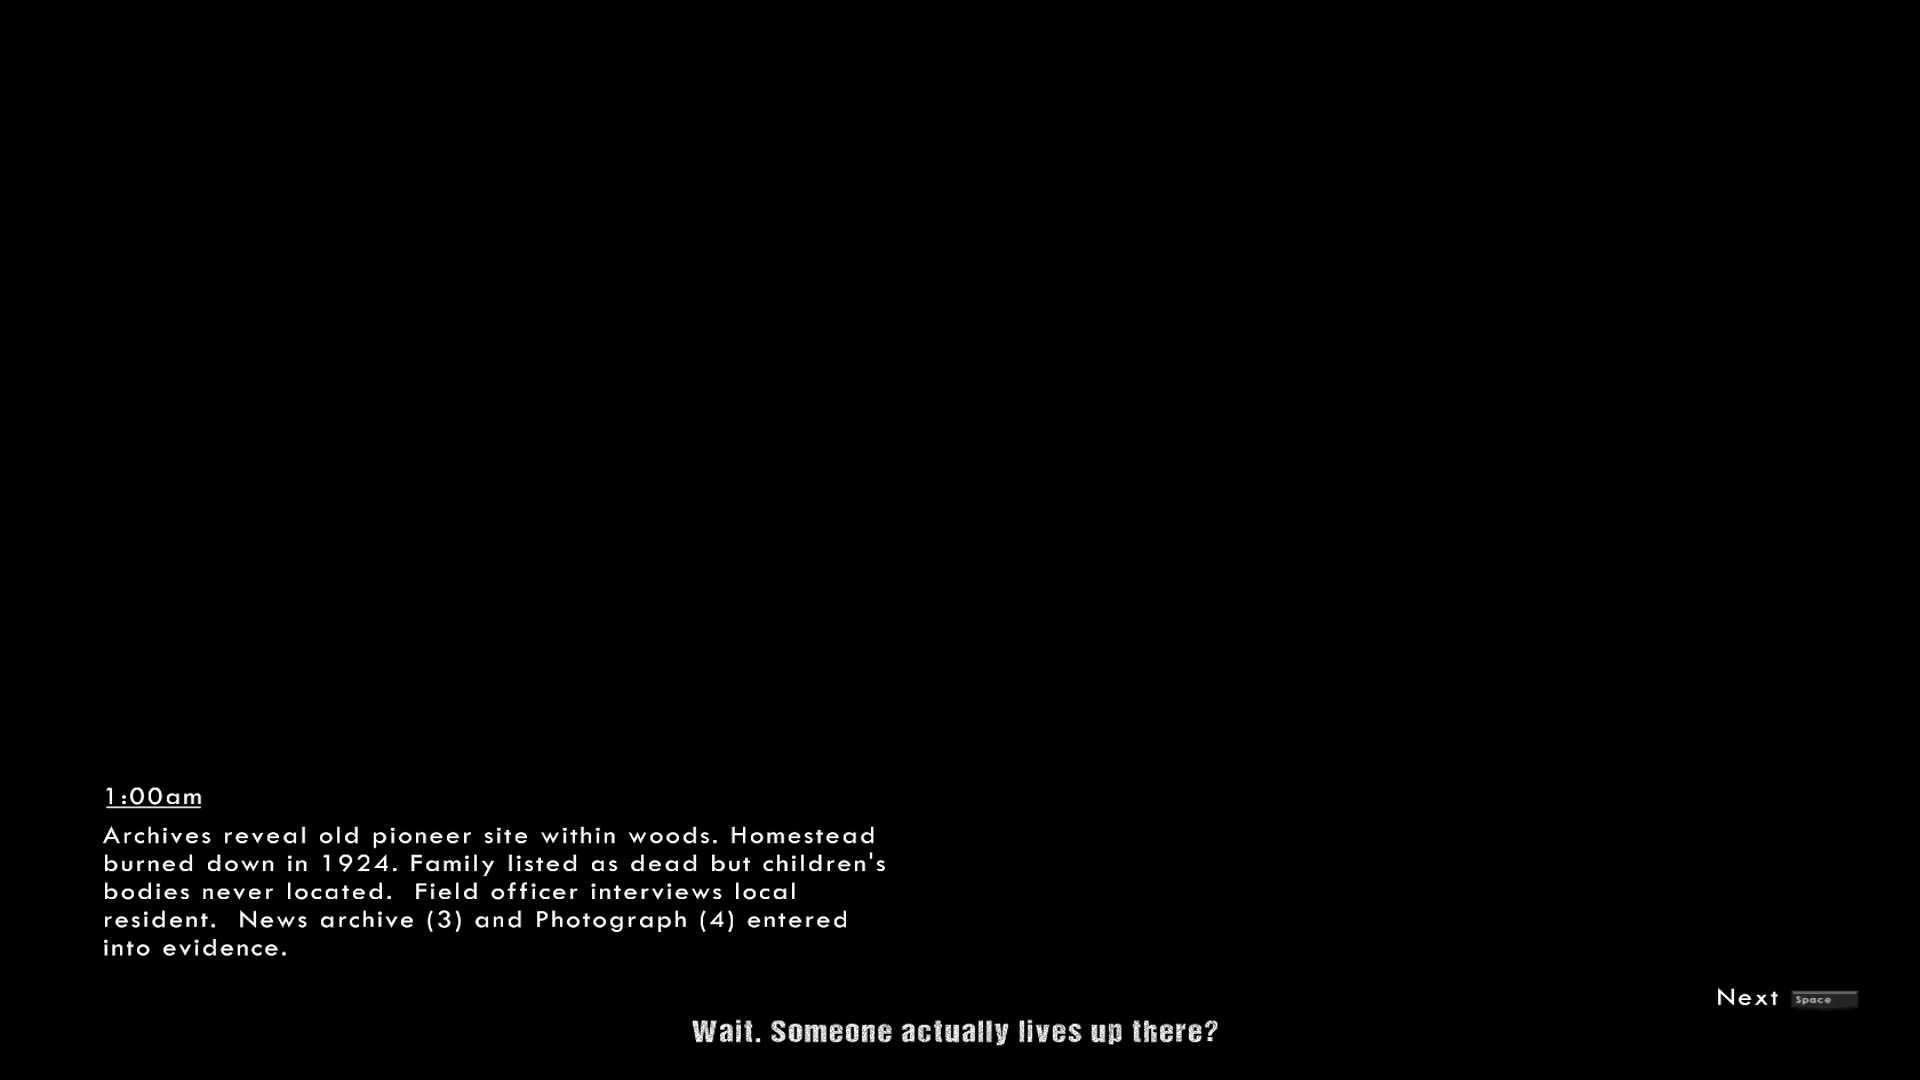 1:00am
Archives reveal old pioneer site within woods. Homestead
burned down in 1924. Family listed as dead but children's
bodies never located.  Field officer interviews local
resident.  News archive (3) and Photograph (4) entered
into evidence.
Next Space
Wait. Someone actually lives up there?